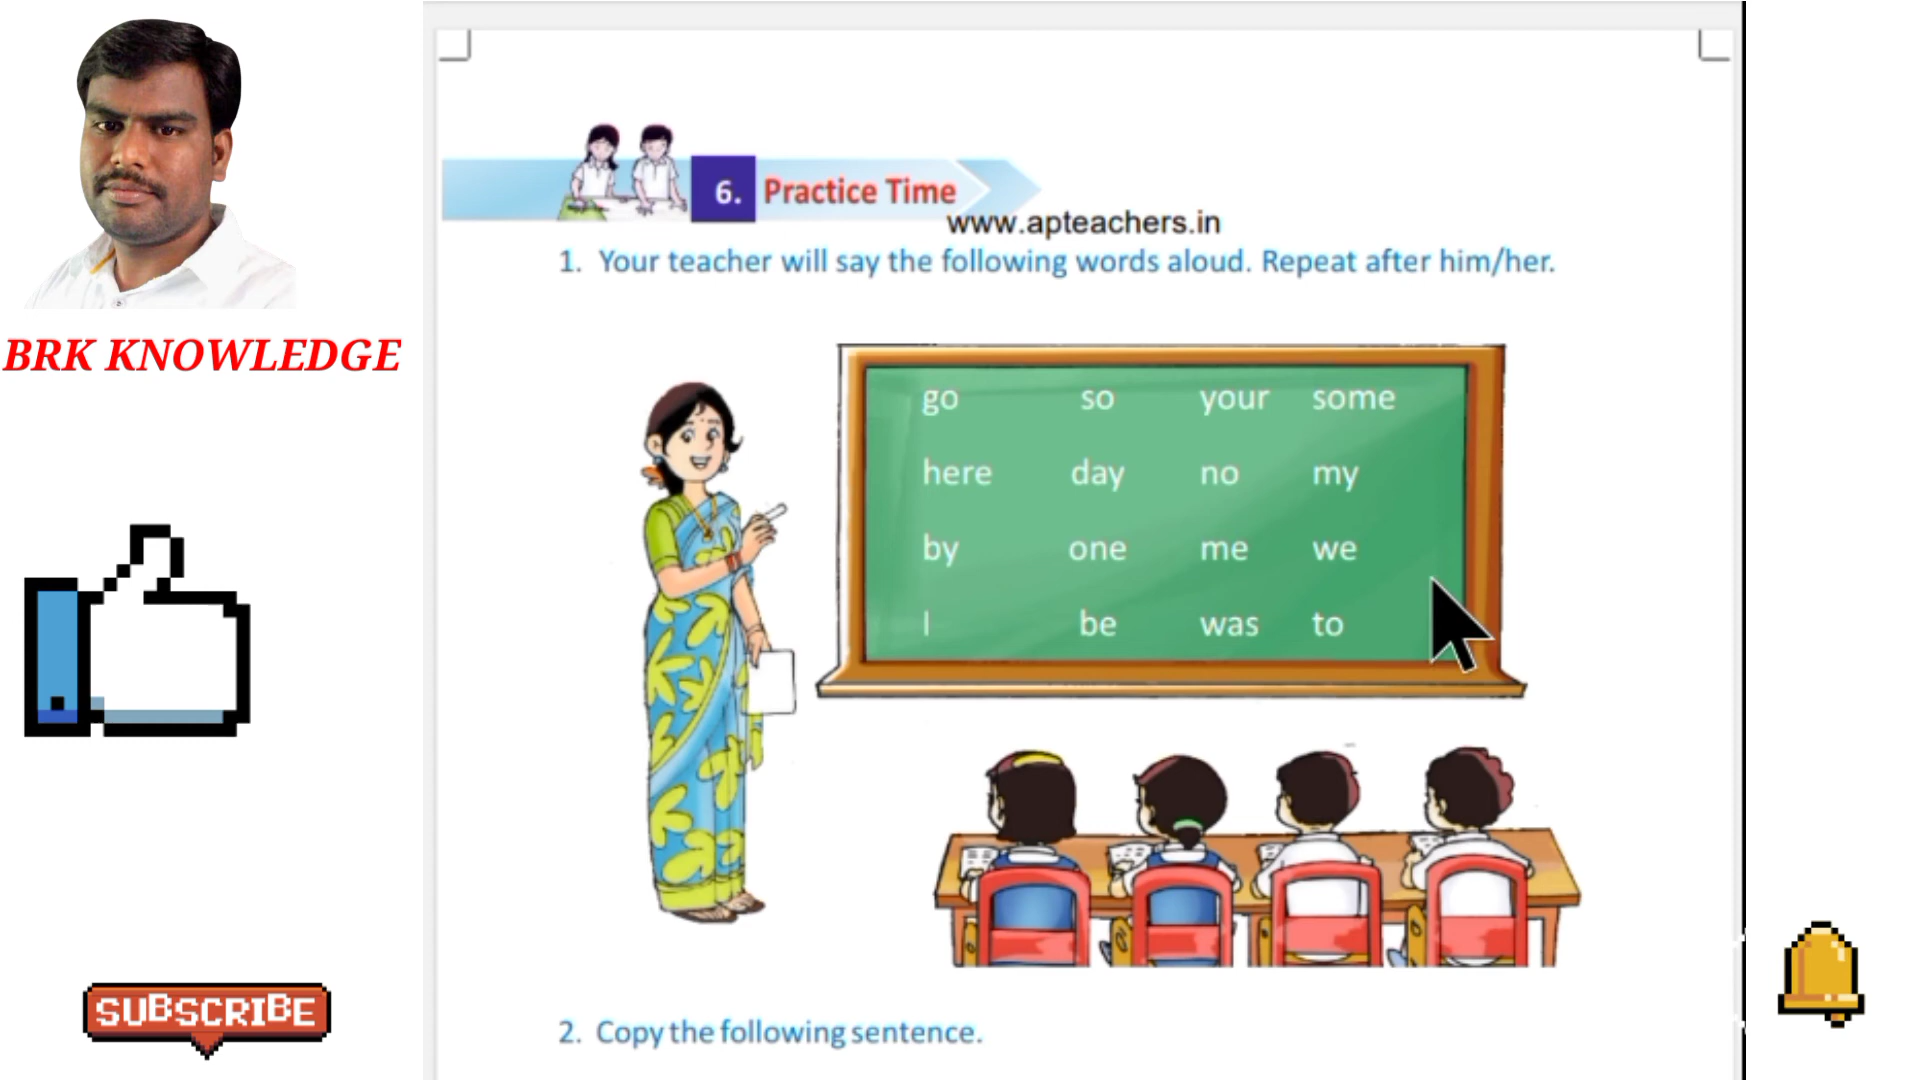 BRK KNOWLEDGE
6. Practice Time
www.apteachers.in
1. Your teacher will say the following words aloud. Repeat after him/her.
go so your some
here day no my
by one me we
I be was to
SUBSCRIBE
2. Copy the following sentence.